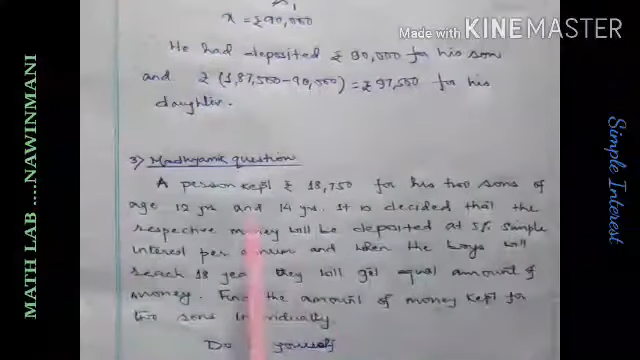 Made with KINEMASTER
x = ₹ 90,000
He had deposited ₹ 90,000 for his son
and ₹ (1,87,500-90,000) = ₹ 97,500 for his
daughter.
3) Madhyamik question
A person kept ₹ 18,750 for his two sons of
age 12 yrs and 14 yrs. It is decided that the
respective money will be deposited at 5% simple
interest per annum and when the boys will
reach 18 year they will get equal amount of
money. Find the amount of money kept for
two sons individually.
Do yourself
MATH LAB ....NAWINMANI
Simple Interest